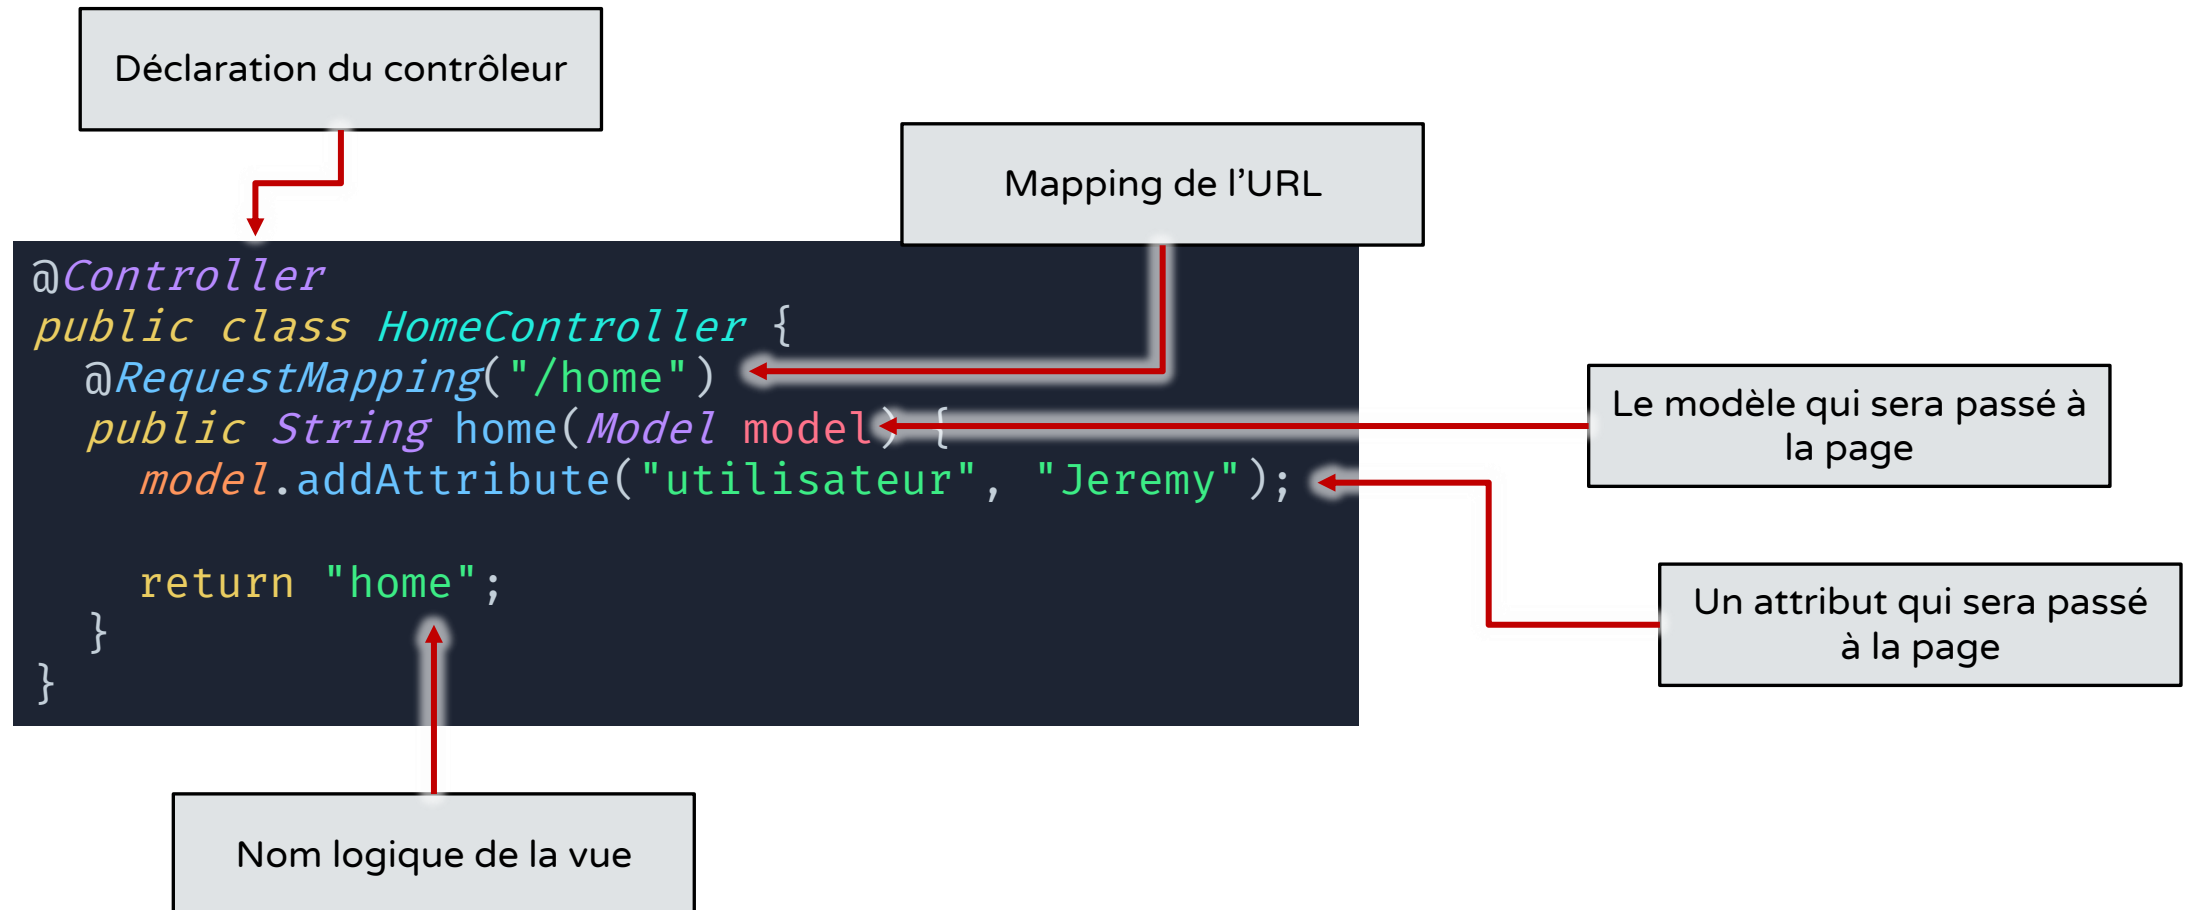 Déclaration du contrôleur
Mapping de l’URL
@Controller
public class HomeController {
@RequestMapping("/home")
public String home(Model model) {
model.addAttribute("utilisateur", "Jeremy");
return "home";
}
}
Le modèle qui sera passé à
la page
Un attribut qui sera passé
à la page
Nom logique de la vue